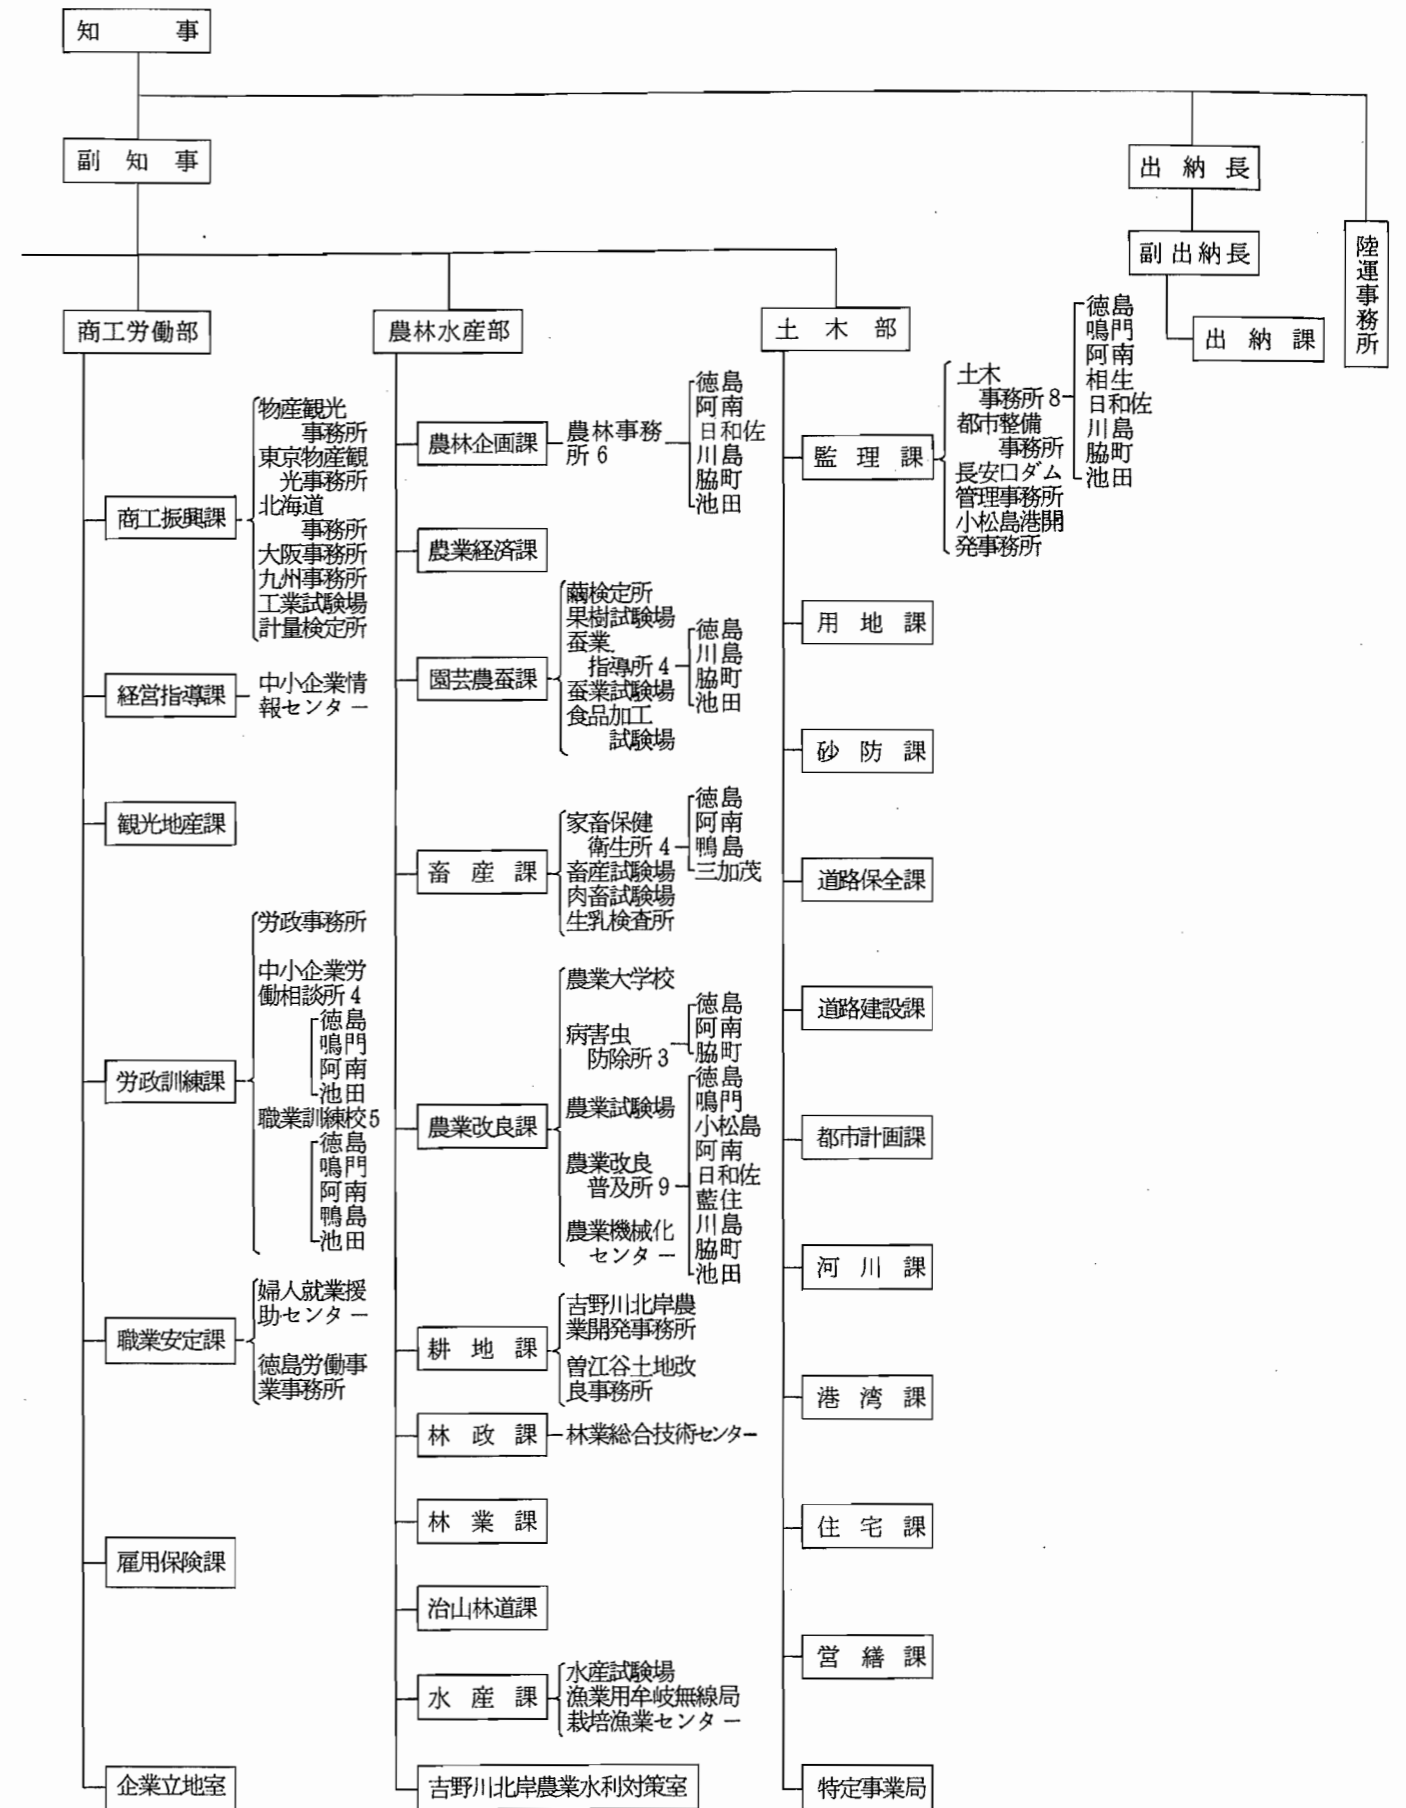 知事
副知事
出納長
副出納長
出納課
陸運事務所
商工労働部
商工振興課
物産観光
事務所
東京物産観
光事務所
北海道
事務所
大阪事務所
九州事務所
工業試験場
計量検定所
経営指導課
中小企業情
報センター
観光地産課
労政訓練課
労政事務所
中小企業労
働相談所4
徳島
鳴門
阿南
池田
職業訓練校5
徳島
鳴門
阿南
鴨島
池田
職業安定課
婦人就業援
助センター
徳島労働事
業事務所
雇用保険課
企業立地室
農林水産部
農林企画課
農林事務
所6
徳島
阿南
日和佐
川島
脇町
池田
農業経済課
園芸農蚕課
繭検定所
果樹試験場
蚕業
指導所4
徳島
川島
脇町
池田
蚕業試験場
食品加工
試験場
畜産課
家畜保健
衛生所4
徳島
阿南
鴨島
三加茂
畜産試験場
肉畜試験場
生乳検査所
農業改良課
農業大学校
病害虫
防除所3
徳島
阿南
脇町
農業試験場
農業改良
普及所9
徳島
鳴門
小松島
阿南
日和佐
藍住
川島
脇町
池田
農業機械化
センター
耕地課
吉野川北岸農
業開発事務所
曽江谷土地改
良事務所
林政課
林業総合技術センター
林業課
治山林道課
水産課
水産試験場
漁業用牟岐無線局
栽培漁業センター
吉野川北岸農業水利対策室
土木部
監理課
土木
事務所8
徳島
鳴門
阿南
相生
日和佐
川島
脇町
池田
都市整備
事務所
長安口ダム
管理事務所
小松島港開
発事務所
用地課
砂防課
道路保全課
道路建設課
都市計画課
河川課
港湾課
住宅課
営繕課
特定事業局